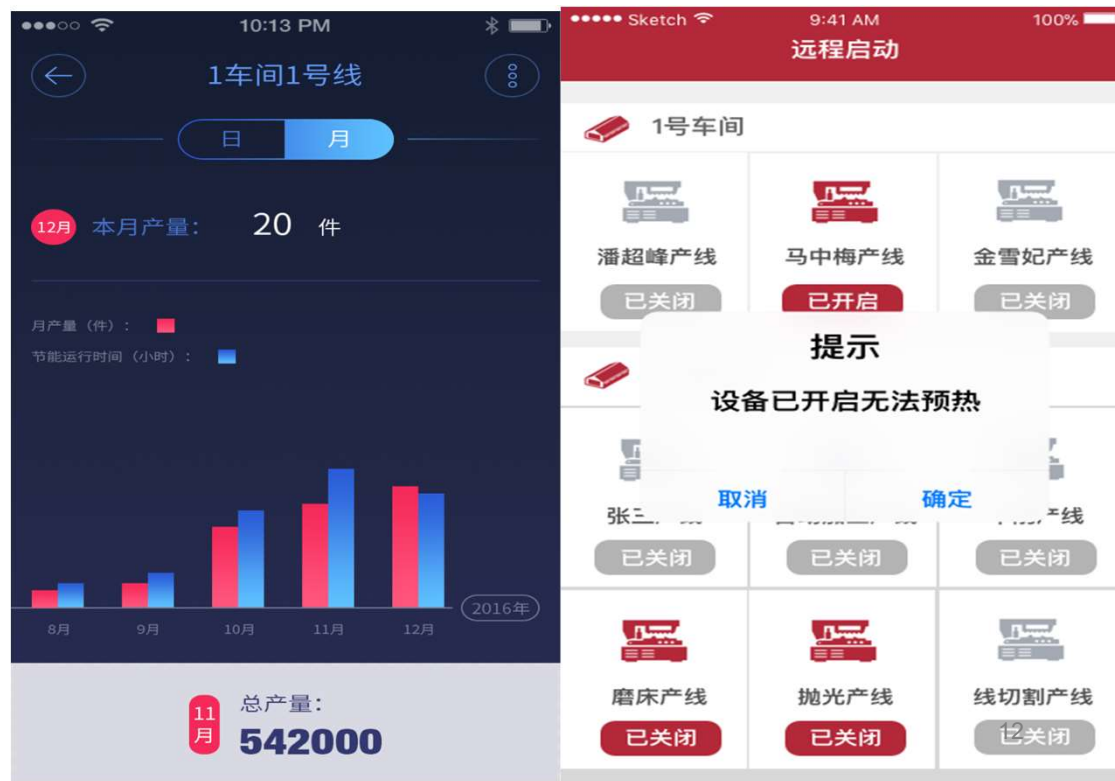 10:13 PM
1车间1号线
日
月
12月
本月产量:
20
件
月产量（件）:
节能运行时间（小时）:
8月
9月
10月
11月
12月
2016年
11
月
总产量:
542000
Sketch
9:41 AM
100%
远程启动
1号车间
潘超峰产线
马中梅产线
金雪妃产线
已关闭
已开启
已关闭
提示
设备已开启无法预热
取消
确定
已关闭
已关闭
已关闭
磨床产线
抛光产线
线切割产线
已关闭
已关闭
已关闭
12